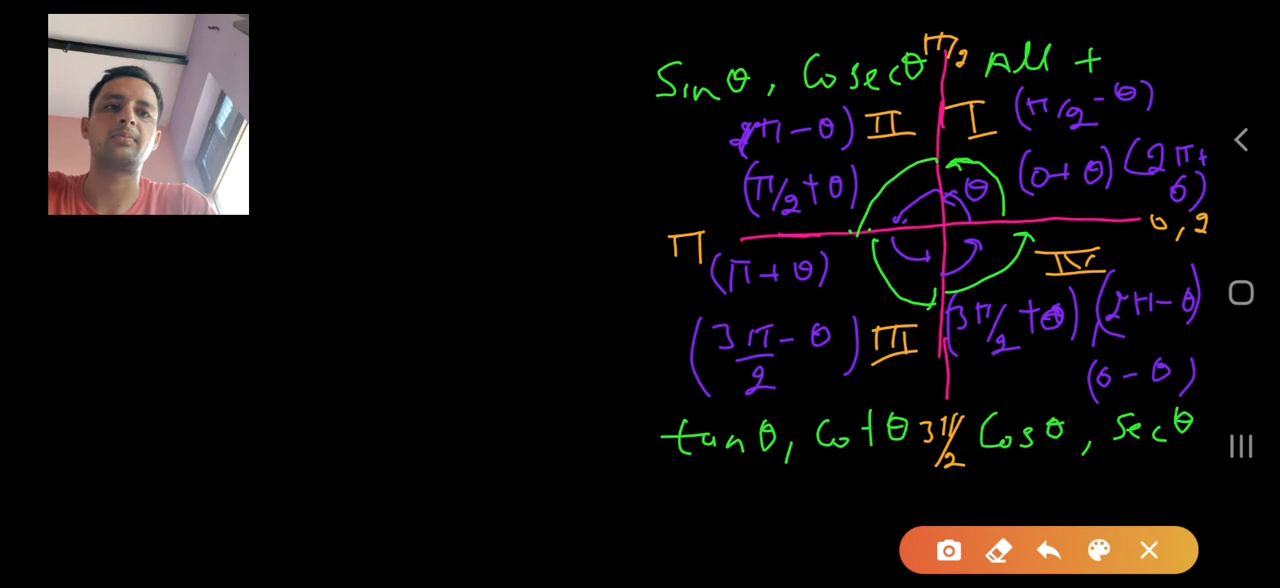 Sinθ, Cosecθ π/2 All +
π-θ) II I (π/2-θ)
(π/2+θ) θ (0+θ) (2π+
θ)
π 0, 2
(π+θ) IV
(3π/2-θ) III (3π/2+θ) (2π-θ)
(0-θ)
tanθ, Cotθ 3π/2 Cosθ, Secθ